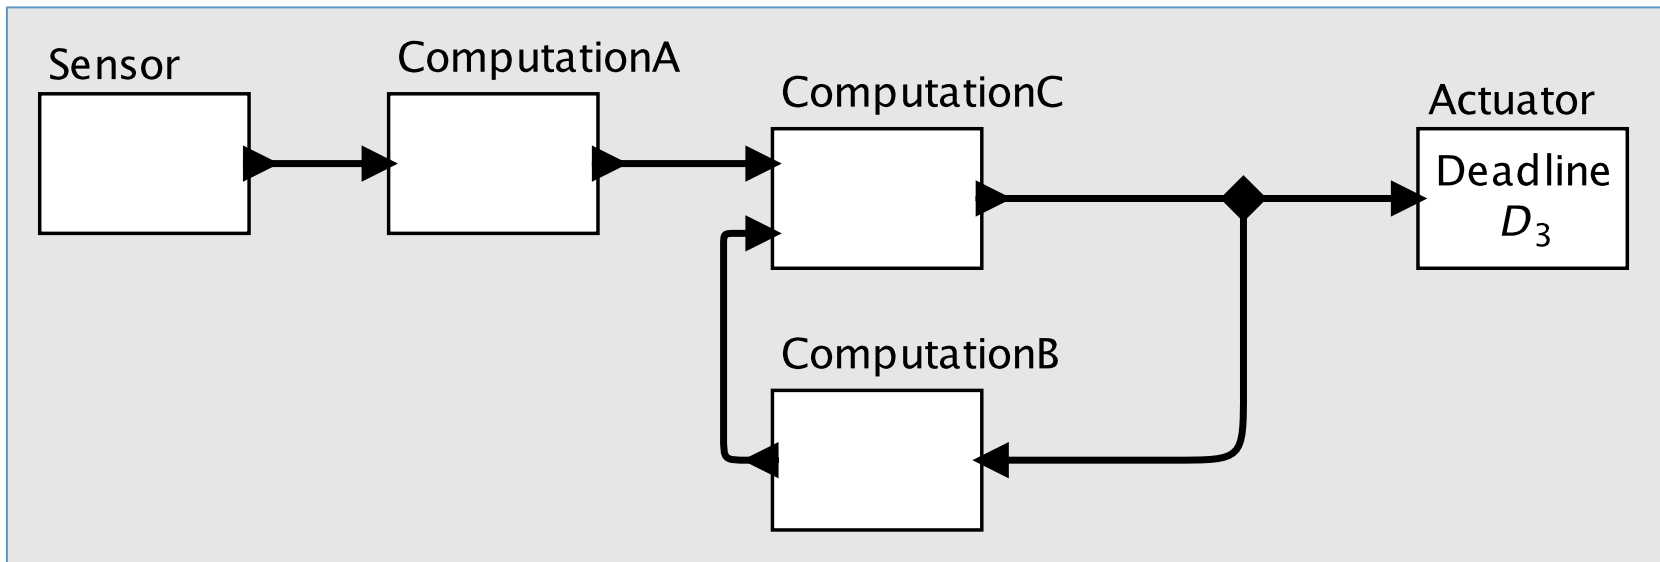 Sensor
ComputationA
ComputationC
Actuator
Deadline
D3
ComputationB